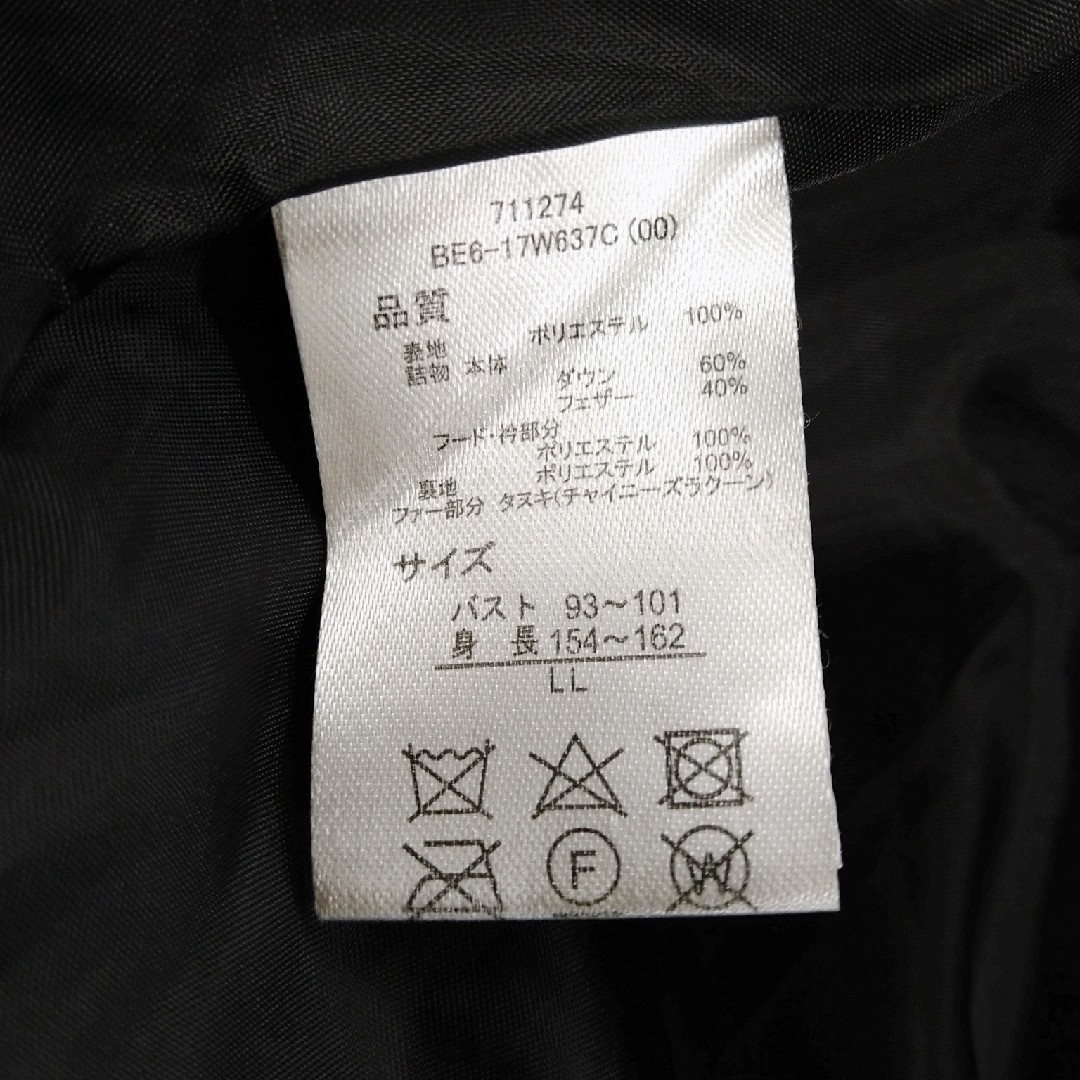 711274
BE6-17W637C(00)
品質
表地 ポリエステル 100%
詰物 本体 ダウン 60%
フェザー 40%
フード・衿部分 ポリエステル 100%
裏地 ポリエステル 100%
ファー部分 タヌキ(チャイニーズラクーン)
サイズ
バスト 93～101
身 長 154～162
LL
F
W